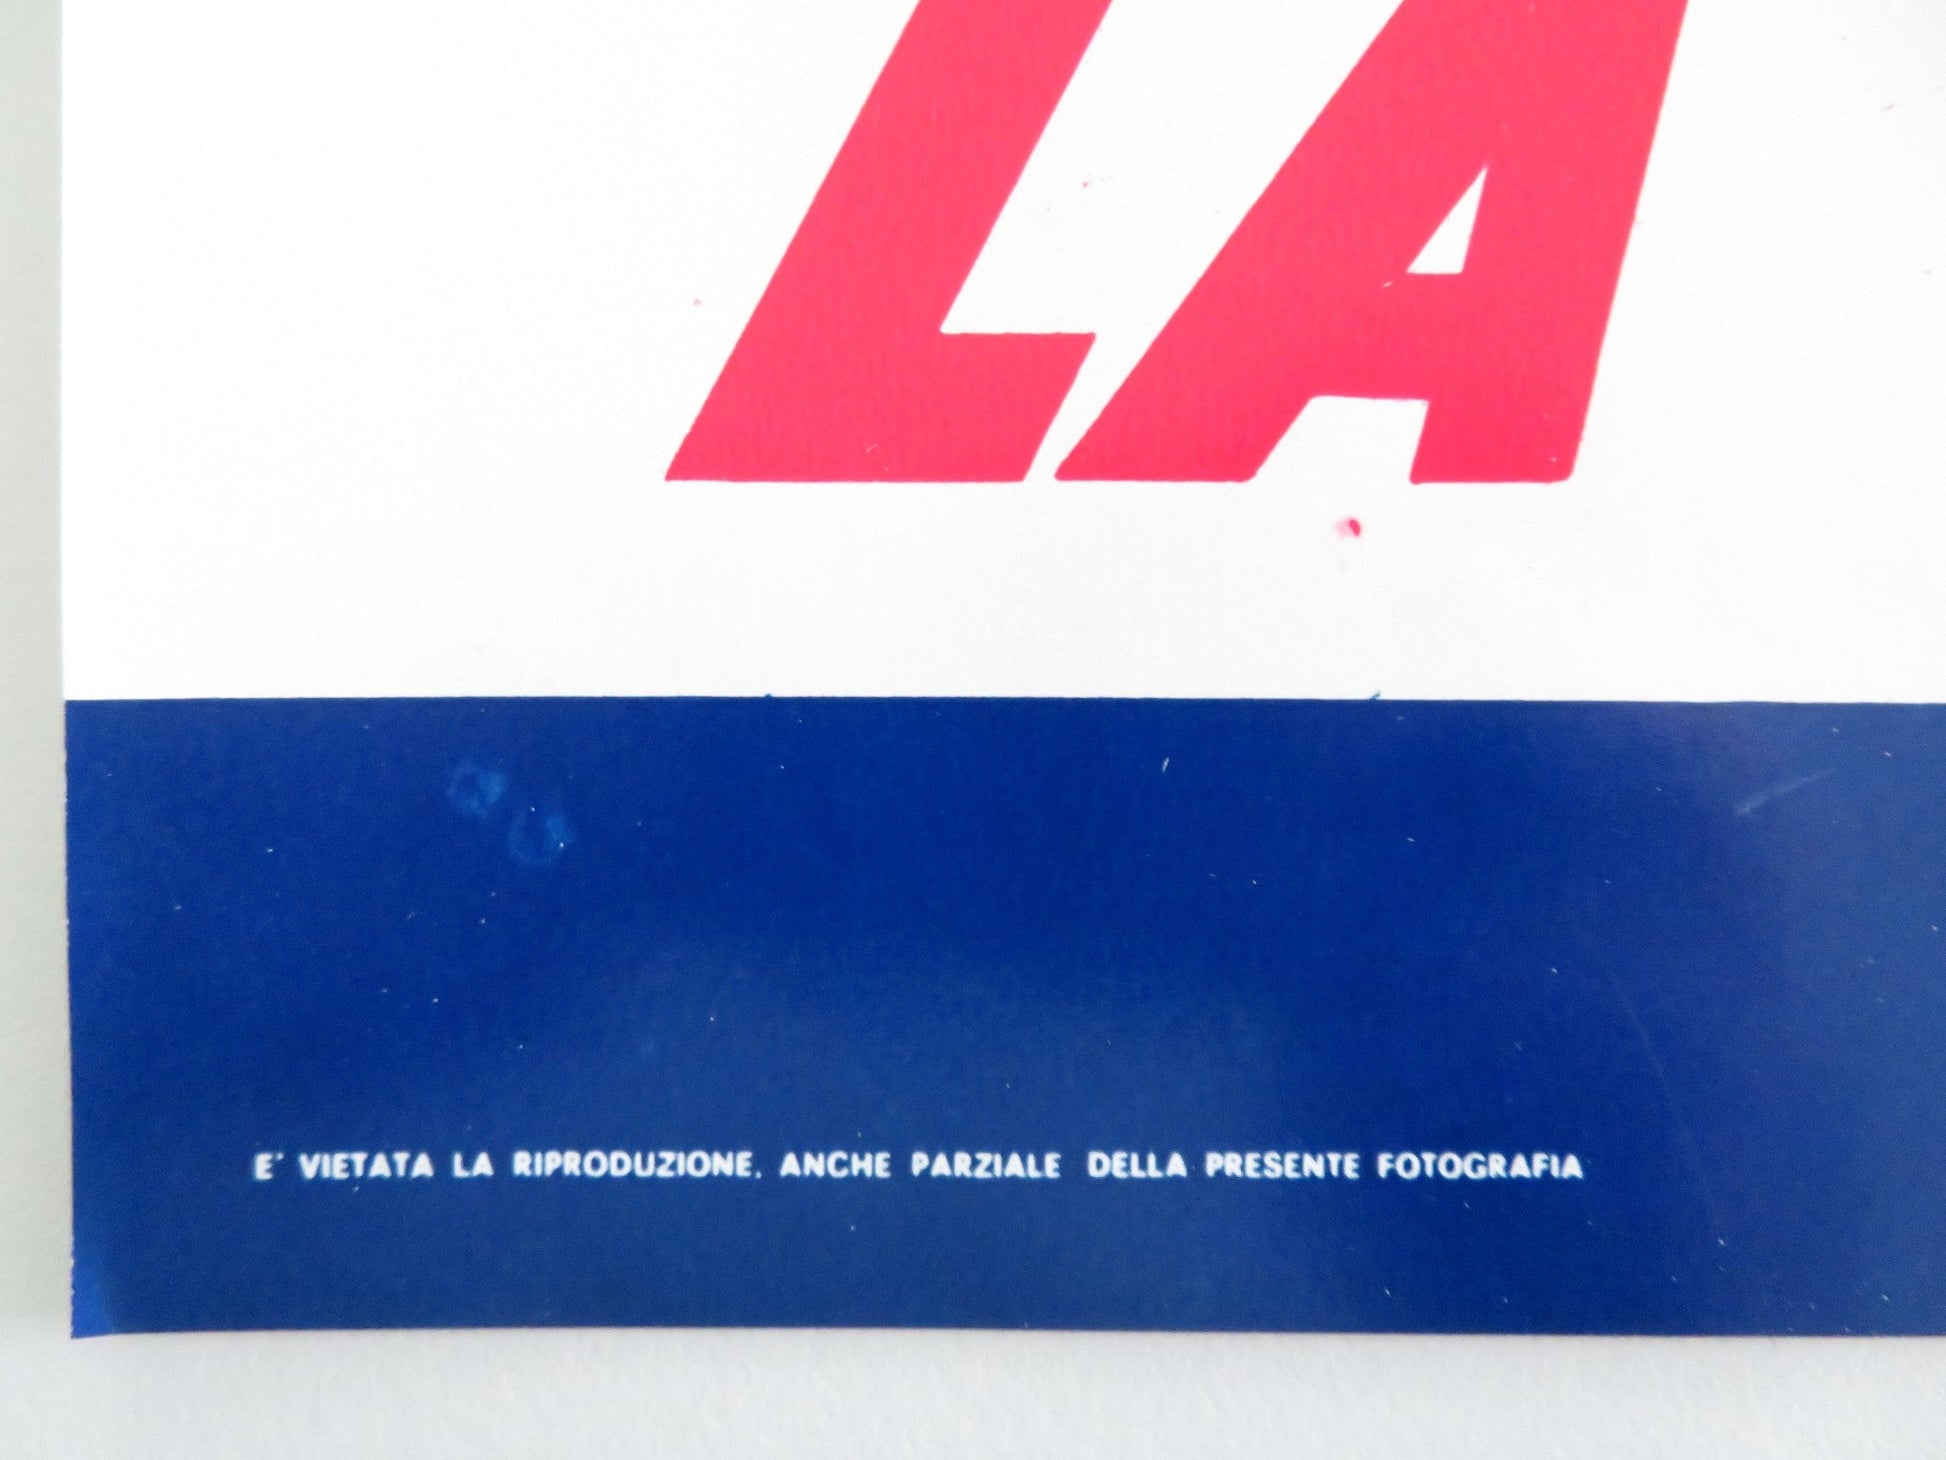 LA
E' VIETATA LA RIPRODUZIONE. ANCHE PARZIALE DELLA PRESENTE FOTOGRAFIA